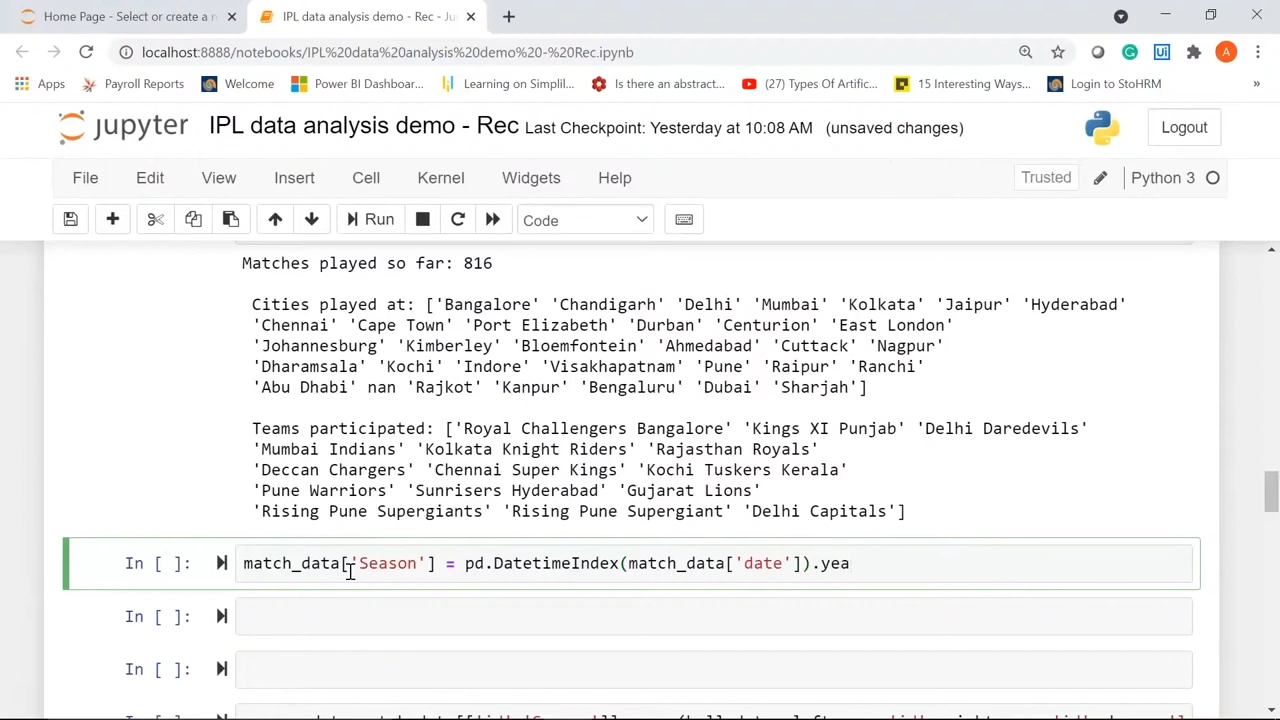 Home Page - Select or create a n
IPL data analysis demo - Rec - Ju
localhost:8888/notebooks/IPL%20data%20analysis%20demo%20-%20Rec.ipynb
Apps Payroll Reports Welcome Power BI Dashboar... Learning on Simplil... Is there an abstract... (27) Types Of Artific... 15 Interesting Ways... Login to StoHRM »
jupyter IPL data analysis demo - Rec Last Checkpoint: Yesterday at 10:08 AM (unsaved changes) Logout
File Edit View Insert Cell Kernel Widgets Help Trusted Python 3
Run Code
Matches played so far: 816
Cities played at: ['Bangalore' 'Chandigarh' 'Delhi' 'Mumbai' 'Kolkata' 'Jaipur' 'Hyderabad'
'Chennai' 'Cape Town' 'Port Elizabeth' 'Durban' 'Centurion' 'East London'
'Johannesburg' 'Kimberley' 'Bloemfontein' 'Ahmedabad' 'Cuttack' 'Nagpur'
'Dharamsala' 'Kochi' 'Indore' 'Visakhapatnam' 'Pune' 'Raipur' 'Ranchi'
'Abu Dhabi' nan 'Rajkot' 'Kanpur' 'Bengaluru' 'Dubai' 'Sharjah']
Teams participated: ['Royal Challengers Bangalore' 'Kings XI Punjab' 'Delhi Daredevils'
'Mumbai Indians' 'Kolkata Knight Riders' 'Rajasthan Royals'
'Deccan Chargers' 'Chennai Super Kings' 'Kochi Tuskers Kerala'
'Pune Warriors' 'Sunrisers Hyderabad' 'Gujarat Lions'
'Rising Pune Supergiants' 'Rising Pune Supergiant' 'Delhi Capitals']
In [ ]: match_data['Season'] = pd.DatetimeIndex(match_data['date']).yea
In [ ]:
In [ ]: